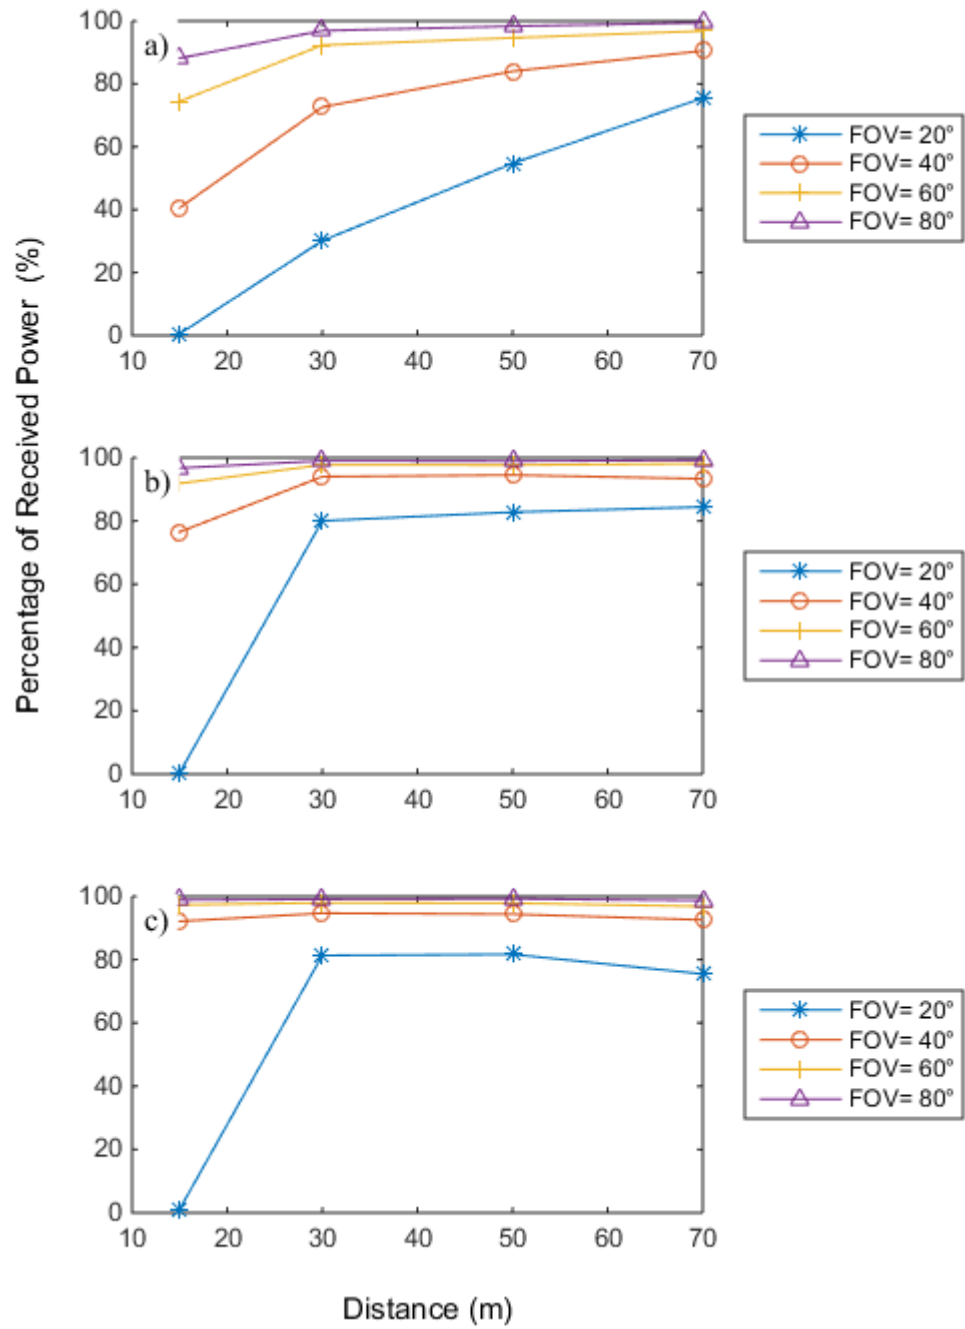 Percentage of Received Power (%)
100
80
60
40
20
0
a)
10 20 30 40 50 60 70
FOV= 20°
FOV= 40°
FOV= 60°
FOV= 80°
100
80
60
40
20
0
b)
10 20 30 40 50 60 70
FOV= 20°
FOV= 40°
FOV= 60°
FOV= 80°
100
80
60
40
20
0
c)
10 20 30 40 50 60 70
FOV= 20°
FOV= 40°
FOV= 60°
FOV= 80°
Distance (m)